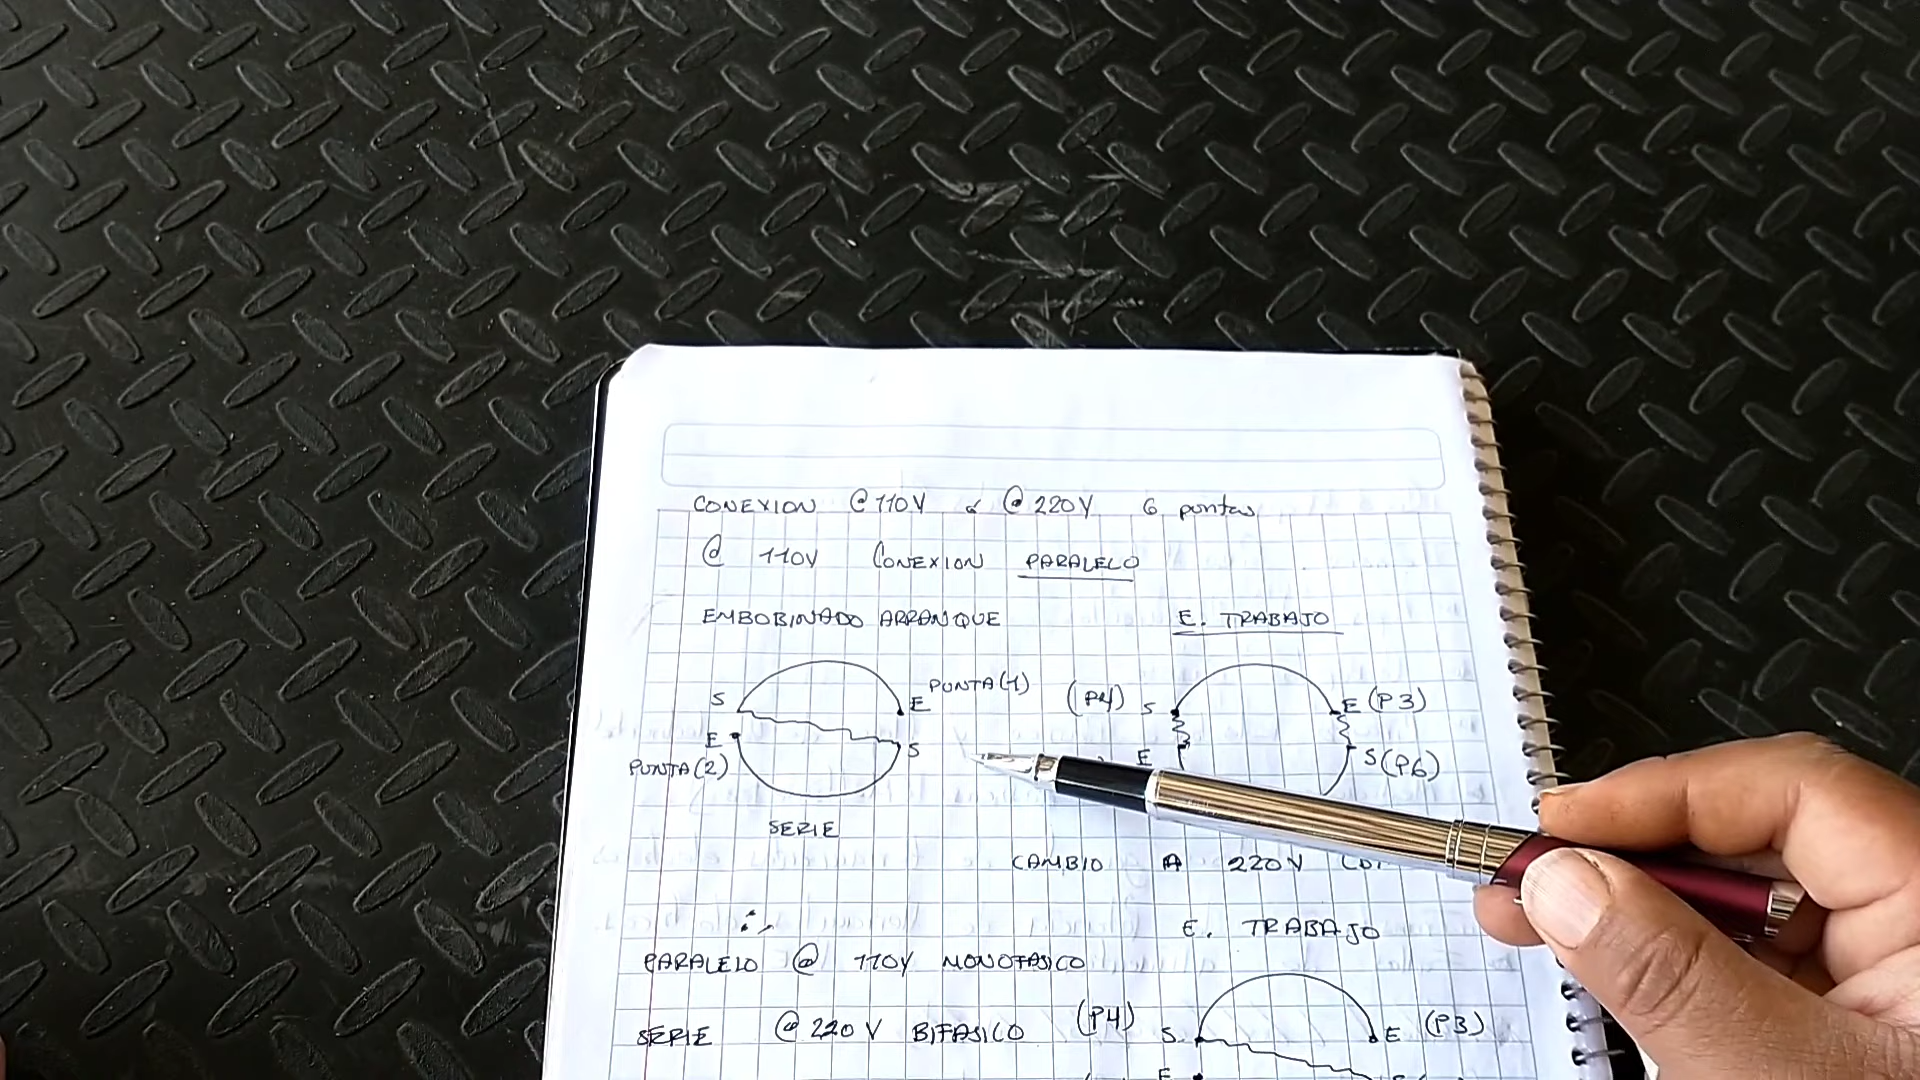 CONEXION @ 110V ó @ 220V 6 puntas
@ 110V CONEXION PARALELO
EMBOBINADO ARRANQUE E. TRABAJO
S E PUNTA(1) (P4) S E (P3)
E S E S(P6)
PUNTA(2)
SERIE
CAMBIO A 220V
E. TRABAJO
PARALELO @ 110V MONOFASICO
SERIE @ 220V BIFASICO (P4) S E (P3)
E